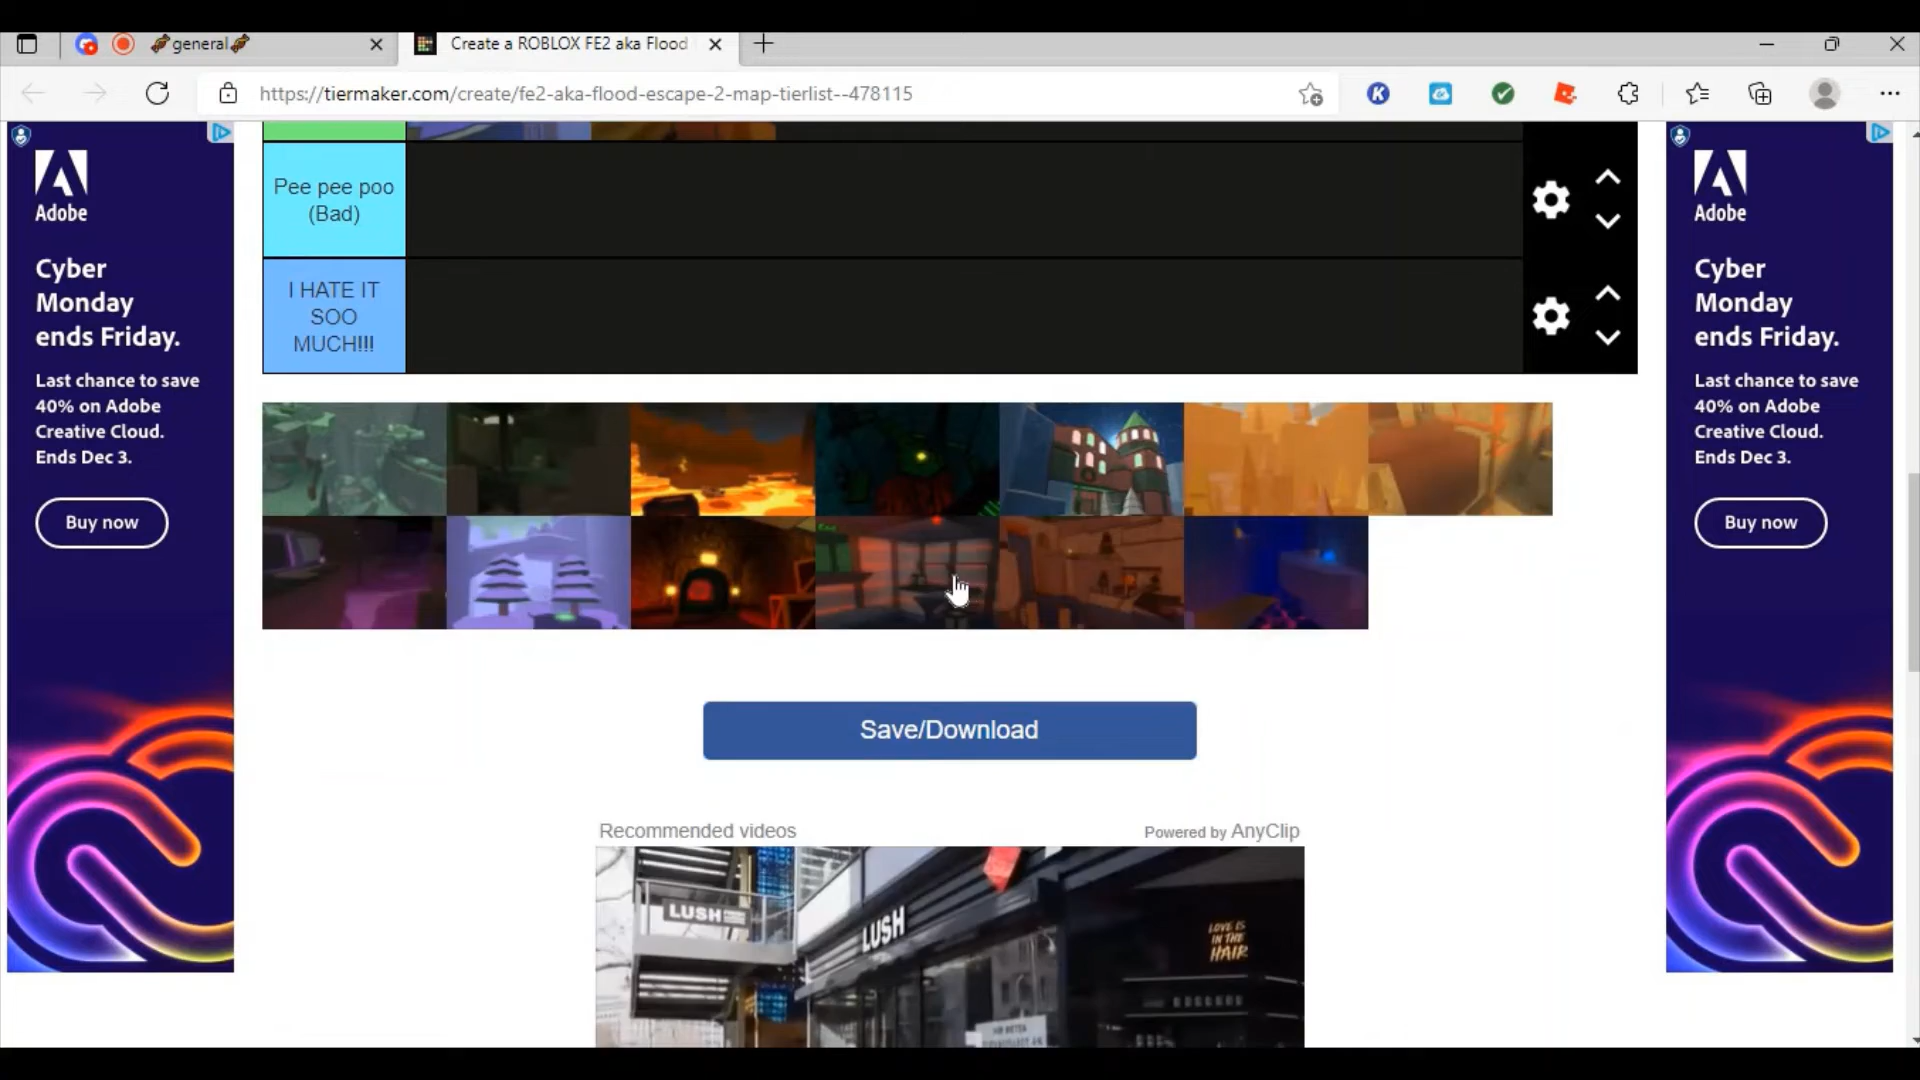 🍂general🍂
Create a ROBLOX FE2 aka Flood
https://tiermaker.com/create/fe2-aka-flood-escape-2-map-tierlist--478115
K
Adobe
Cyber
Monday
ends Friday.
Last chance to save
40% on Adobe
Creative Cloud.
Ends Dec 3.
Buy now
Pee pee poo
(Bad)
I HATE IT
SOO
MUCH!!!
Save/Download
Recommended videos
Powered by AnyClip
LUSH
LUSH
LOVE IS
IN THE
HAIR
Adobe
Cyber
Monday
ends Friday.
Last chance to save
40% on Adobe
Creative Cloud.
Ends Dec 3.
Buy now